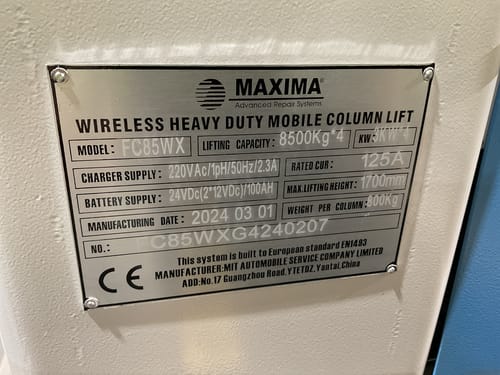 MAXIMA®
Advanced Repair Systems
WIRELESS HEAVY DUTY MOBILE COLUMN LIFT
MODEL: FC85WX LIFTING CAPACITY: 8500Kg*4 KW: 3KW*4
CHARGER SUPPLY: 220VAc/1pH/50Hz/2.3A RATED CUR: 125A
BATTERY SUPPLY: 24VDc(2*12VDc)/100AH MAX.LIFTING HEIGHT: 1700mm
MANUFACTURING DATE: 2024 03 01 WEIGHT PER COLUMN: 800Kg
NO.: FC85WXG4240207
This system is built to European standard EN1493
MANUFACTURER:MIT AUTOMOBILE SERVICE COMPANY LIMITED
ADD:No.17 Guangzhou Road.YTETDZ,Yantai,China
CE